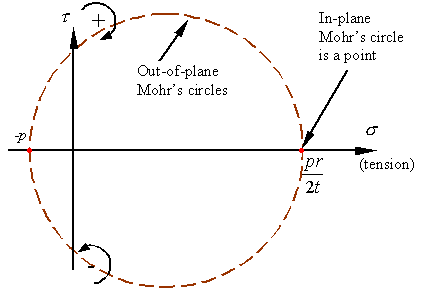 τ
+
In-plane
Mohr's circle
is a point
Out-of-plane
Mohr's circles
-p
σ
(tension)
pr
2t
-